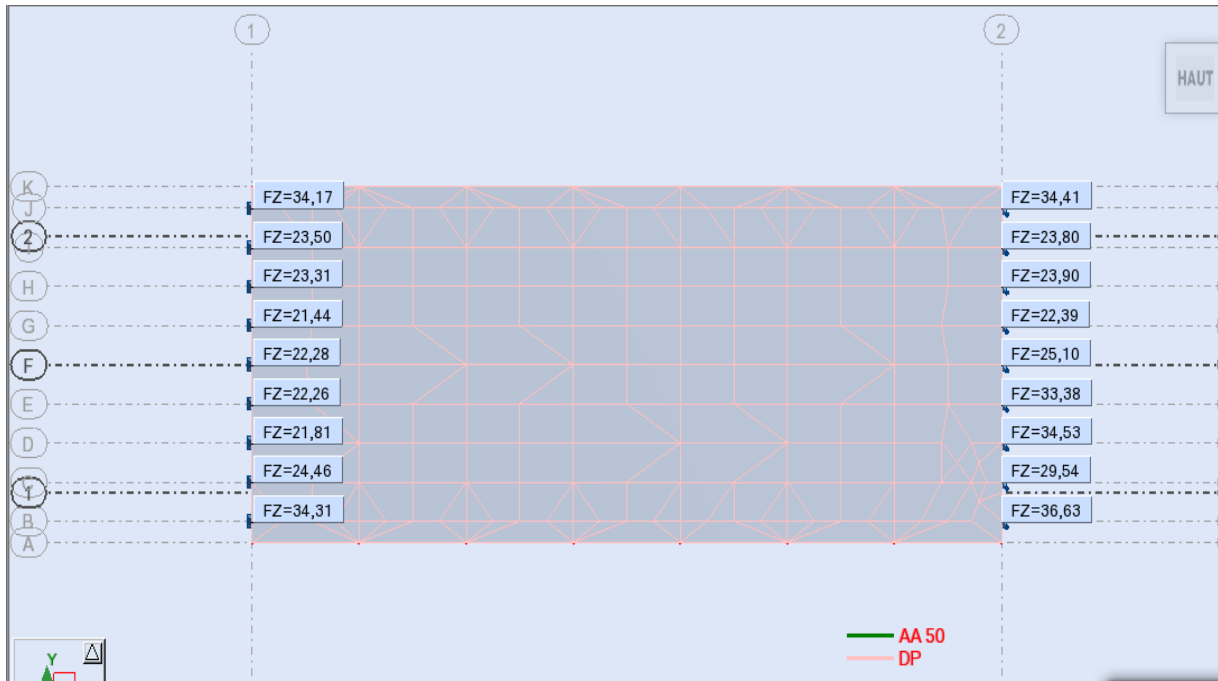 1 2
HAUT
K
FZ=34,17 FZ=34,41
J
2 FZ=23,50 FZ=23,80
I
FZ=23,31 FZ=23,90
H
FZ=21,44 FZ=22,39
G
FZ=22,28 FZ=25,10
F
FZ=22,26 FZ=33,38
E
FZ=21,81 FZ=34,53
D
FZ=24,46 FZ=29,54
1
FZ=34,31 FZ=36,63
B
A
AA 50
DP
Y